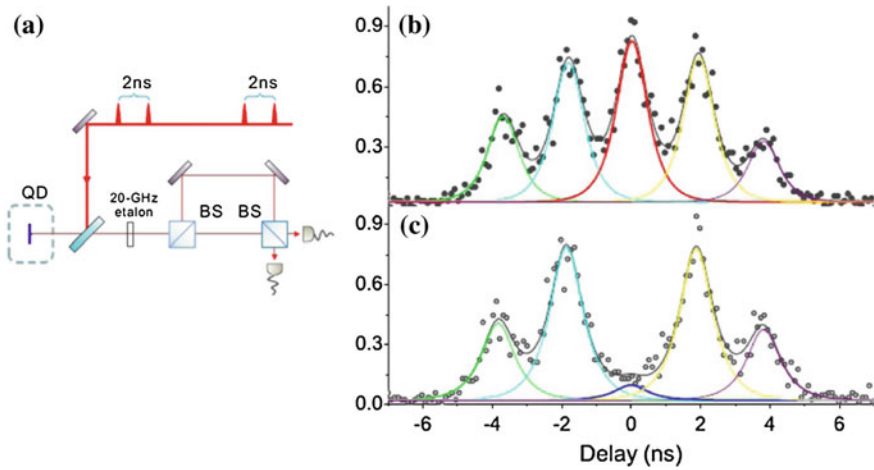 (a)
2ns 2ns
QD
20-GHz
etalon
BS BS
(b)
0.9
0.6
0.3
(c)
0.9
0.6
0.3
0.0
-6 -4 -2 0 2 4 6
Delay (ns)